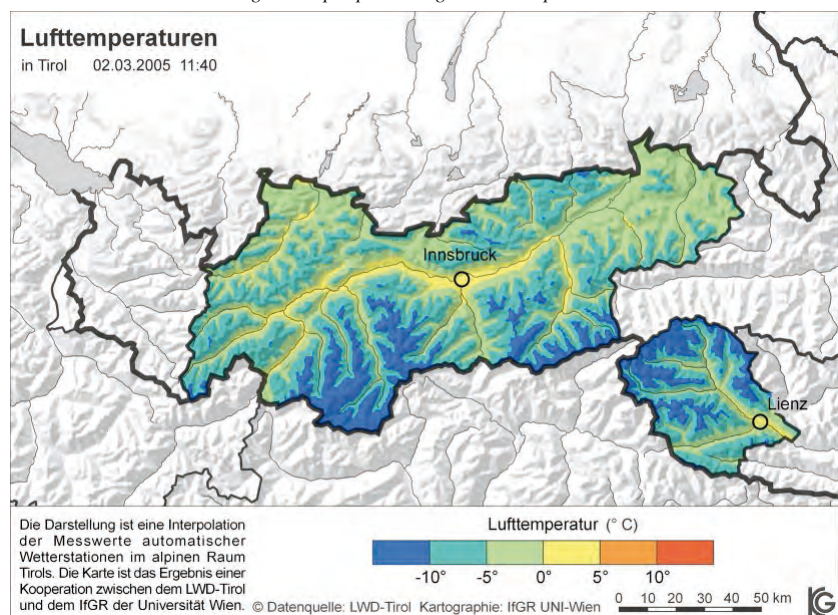 Lufttemperaturen
in Tirol 02.03.2005 11:40
Innsbruck
Lienz
Die Darstellung ist eine Interpolation
der Messwerte automatischer
Wetterstationen im alpinen Raum
Tirols. Die Karte ist das Ergebnis einer
Kooperation zwischen dem LWD-Tirol
und dem IfGR der Universität Wien.
Lufttemperatur (° C)
-10° -5° 0° 5° 10°
0 10 20 30 40 50 km
© Datenquelle: LWD-Tirol Kartographie: IfGR UNI-Wien